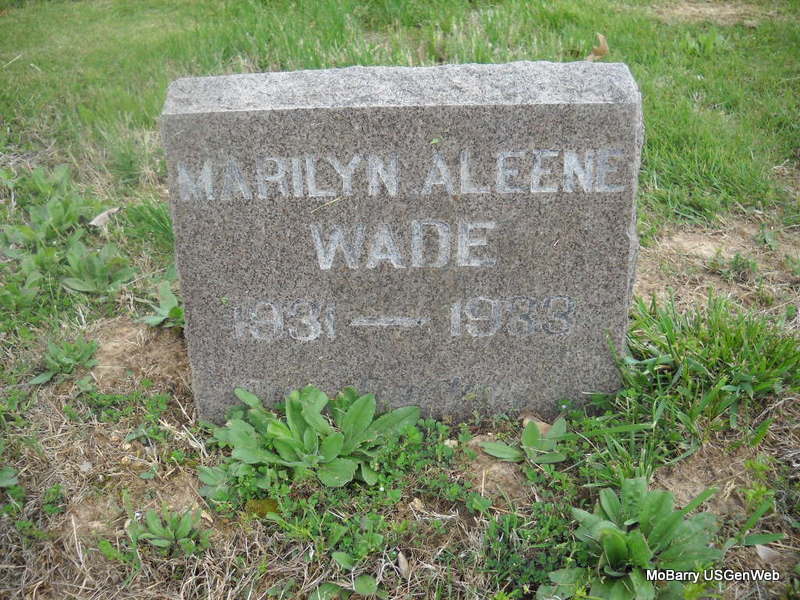 MARILYN ALEENE
WADE
1931 — 1933
MoBarry USGenWeb